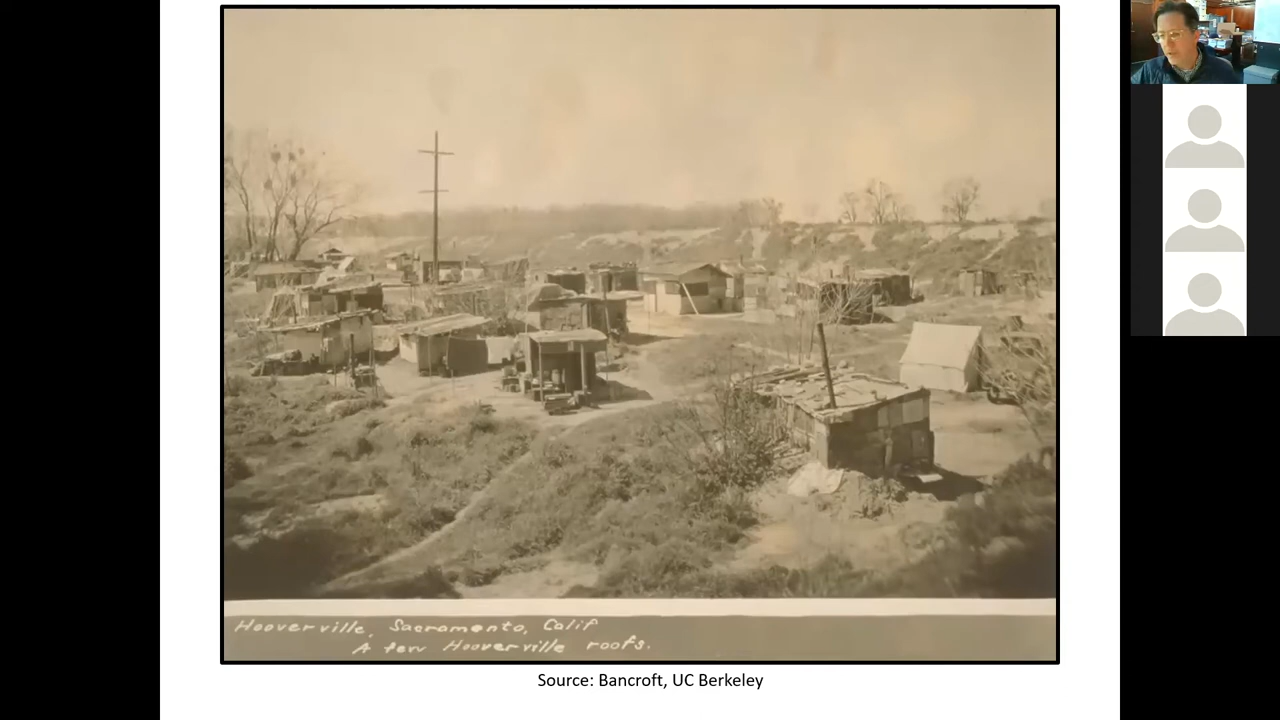 Hooverville, Sacramento, Calif
A few Hooverville roofs.
Source: Bancroft, UC Berkeley